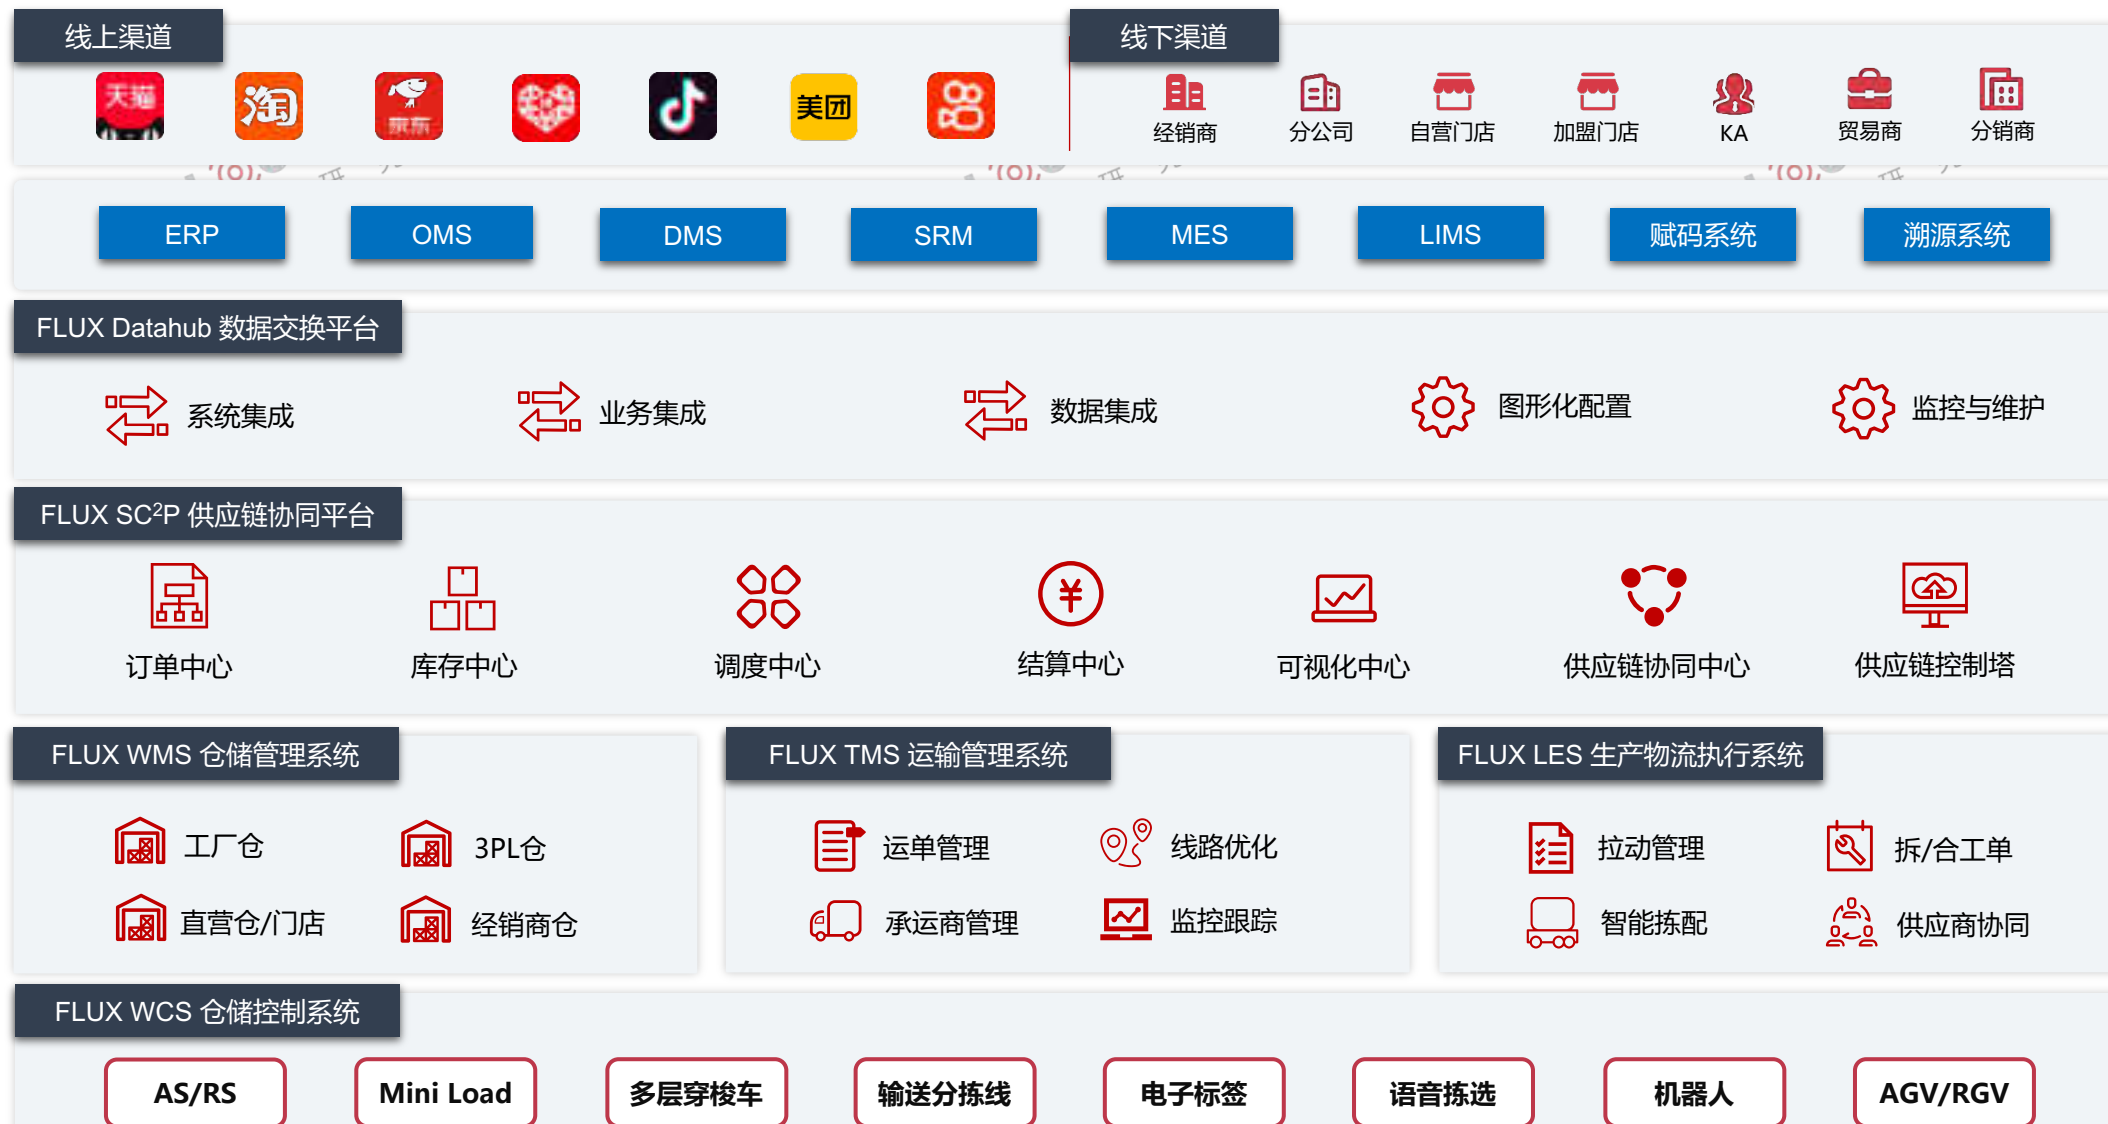 线上渠道
线下渠道
天猫
淘
京东
美团
经销商
分公司
自营门店
加盟门店
KA
贸易商
分销商
研
ERP
OMS
DMS
SRM
MES
LIMS
赋码系统
溯源系统
FLUX Datahub 数据交换平台
系统集成
业务集成
数据集成
图形化配置
监控与维护
FLUX SC²P 供应链协同平台
订单中心
库存中心
调度中心
结算中心
可视化中心
供应链协同中心
供应链控制塔
FLUX WMS 仓储管理系统
工厂仓
3PL仓
直营仓/门店
经销商仓
FLUX TMS 运输管理系统
运单管理
线路优化
承运商管理
监控跟踪
FLUX LES 生产物流执行系统
拉动管理
拆/合工单
智能拣配
供应商协同
FLUX WCS 仓储控制系统
AS/RS
Mini Load
多层穿梭车
输送分拣线
电子标签
语音拣选
机器人
AGV/RGV